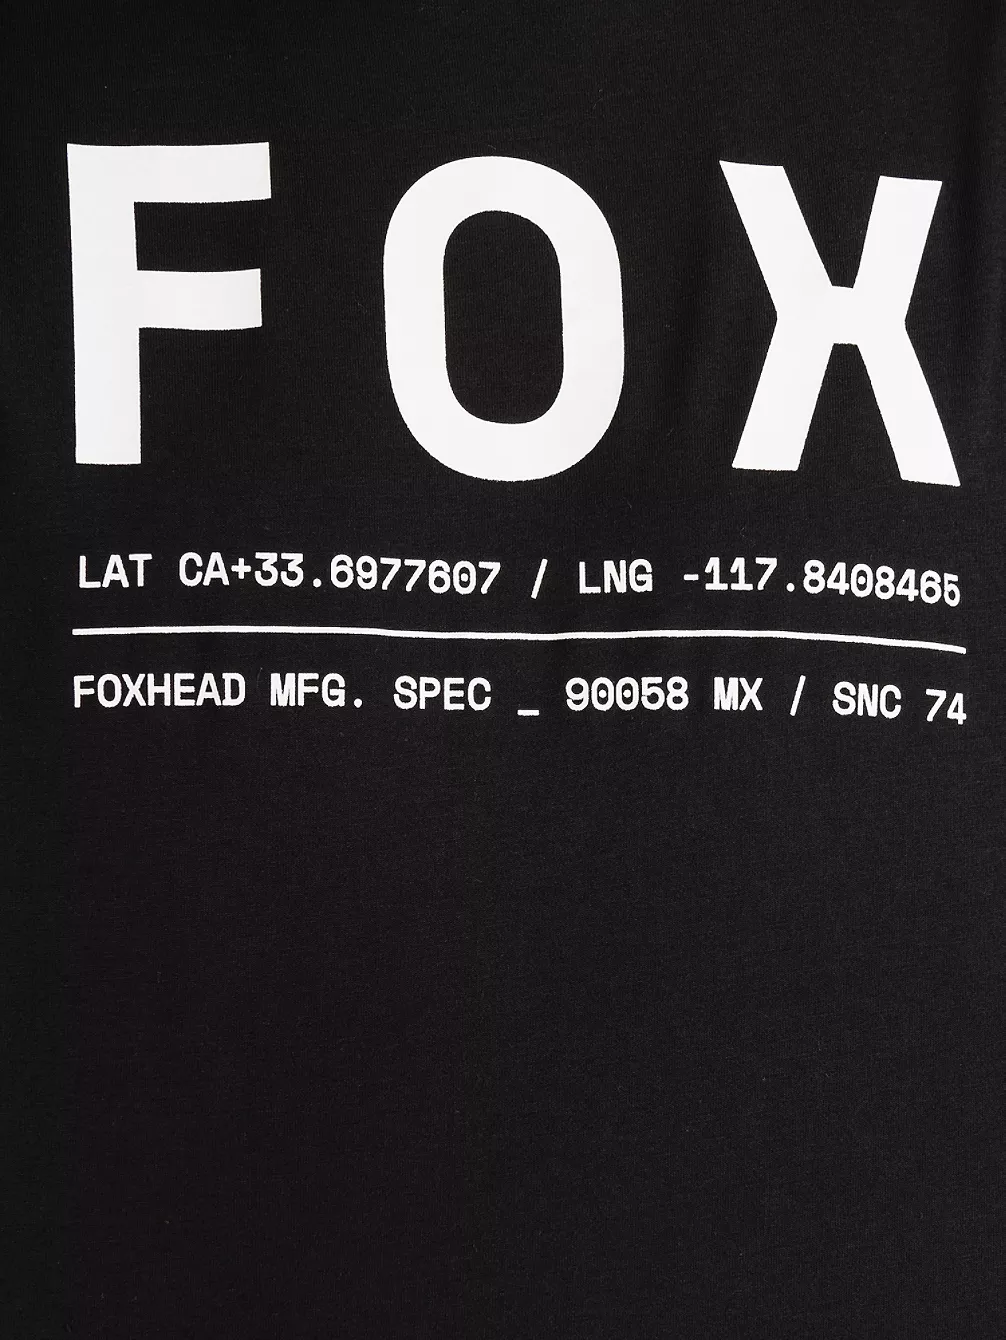 FOX
LAT CA+33.6977607 / LNG -117.8408465
FOXHEAD MFG. SPEC _ 90058 MX / SNC 74